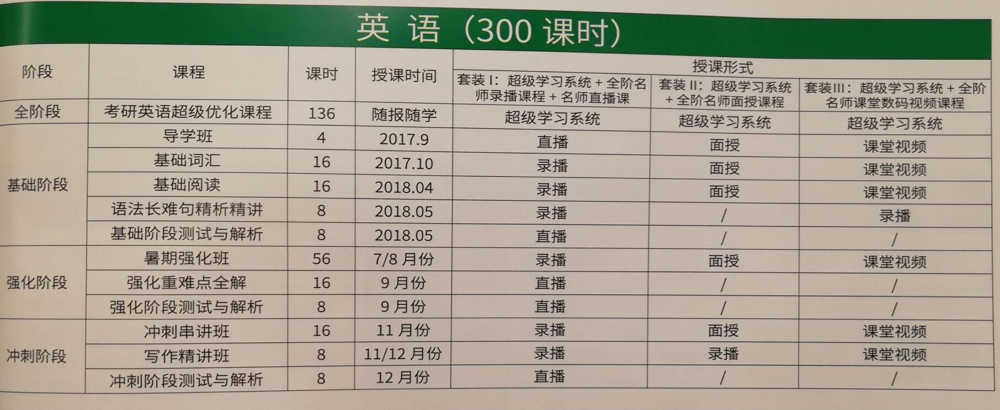 英 语（300 课时）
阶段 课程 课时 授课时间 授课形式
套装 I：超级学习系统 + 全阶名
师录播课程 + 名师直播课
套装 II：超级学习系统
+ 全阶名师面授课程
套装III：超级学习系统 + 全阶
名师课堂数码视频课程
全阶段 考研英语超级优化课程 136 随报随学 超级学习系统 超级学习系统 超级学习系统
基础阶段 导学班 4 2017.9 直播 面授 课堂视频
基础词汇 16 2017.10 录播 面授 课堂视频
基础阅读 16 2018.04 录播 面授 课堂视频
语法长难句精析精讲 8 2018.05 录播 / 录播
基础阶段测试与解析 8 2018.05 直播 / /
强化阶段 暑期强化班 56 7/8 月份 录播 面授 课堂视频
强化重难点全解 16 9 月份 直播 / /
强化阶段测试与解析 8 9 月份 直播 / /
冲刺阶段 冲刺串讲班 16 11 月份 录播 面授 课堂视频
写作精讲班 8 11/12 月份 录播 录播 课堂视频
冲刺阶段测试与解析 8 12 月份 直播 / /